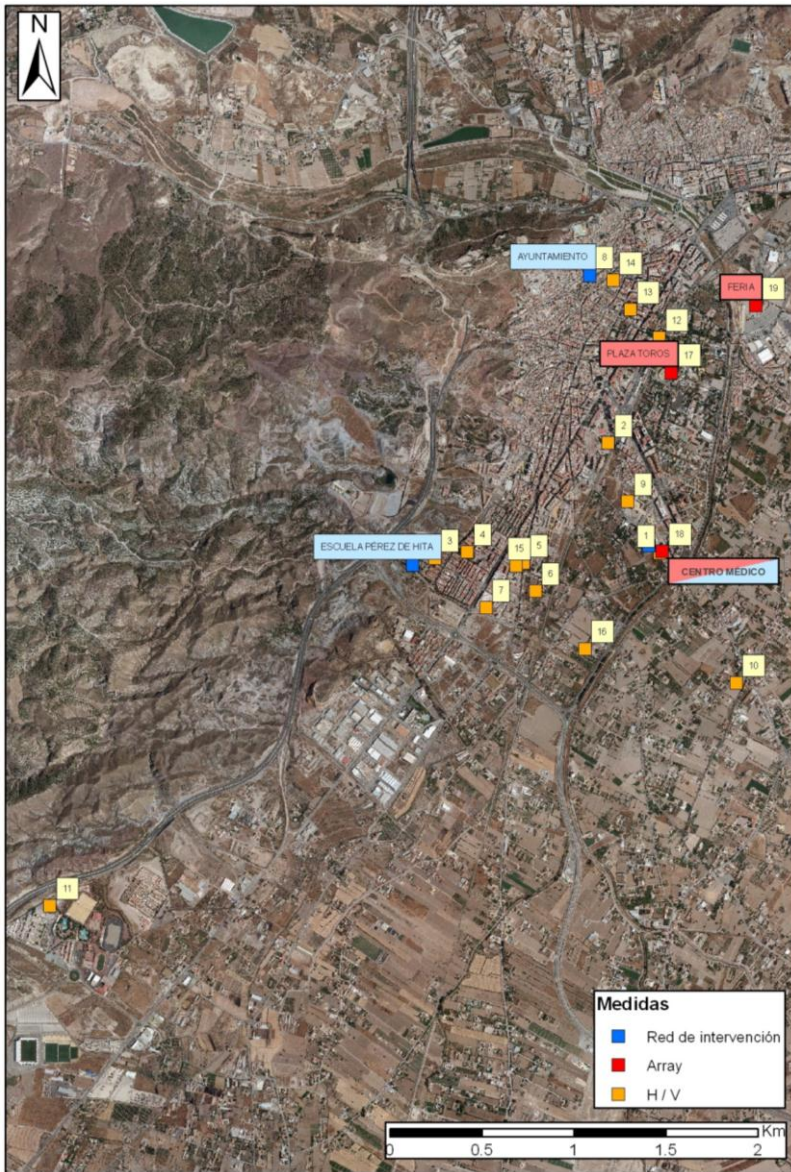 N
AYUNTAMIENTO
8
14
FERIA
19
13
12
PLAZA TOROS
17
2
9
ESCUELA PÉREZ DE HITA
3
4
15
5
1
18
CENTRO MÉDICO
7
6
16
10
11
Medidas
Red de intervención
Array
H / V
Km
0 0.5 1 2